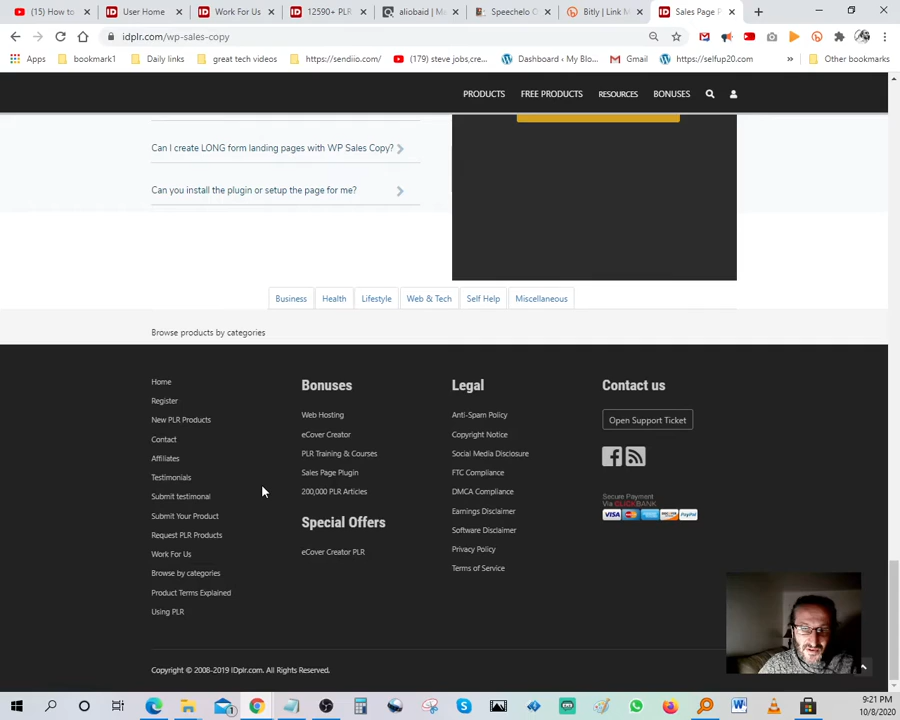 (15) How to
User Home
Work For Us
12590+ PLR
aliobaid | M
Speechelo O
Bitly | Link M
Sales Page P
idplr.com/wp-sales-copy
Apps
bookmark1
Daily links
great tech videos
https://sendiio.com/
(179) steve jobs,cre...
Dashboard ‹ My Blo...
Gmail
https://selfup20.com
»
Other bookmarks
PRODUCTS
FREE PRODUCTS
RESOURCES
BONUSES
Can I create LONG form landing pages with WP Sales Copy?
Can you install the plugin or setup the page for me?
Business
Health
Lifestyle
Web & Tech
Self Help
Miscellaneous
Browse products by categories
Home
Register
New PLR Products
Contact
Affiliates
Testimonials
Submit testimonal
Submit Your Product
Request PLR Products
Work For Us
Browse by categories
Product Terms Explained
Using PLR
Bonuses
Web Hosting
eCover Creator
PLR Training & Courses
Sales Page Plugin
200,000 PLR Articles
Special Offers
eCover Creator PLR
Legal
Anti-Spam Policy
Copyright Notice
Social Media Disclosure
FTC Compliance
DMCA Compliance
Earnings Disclaimer
Software Disclaimer
Privacy Policy
Terms of Service
Contact us
Open Support Ticket
Secure Payment
Via CLICKBANK
VISA
PayPal
Copyright © 2008-2019 IDplr.com. All Rights Reserved.
9:21 PM
10/8/2020